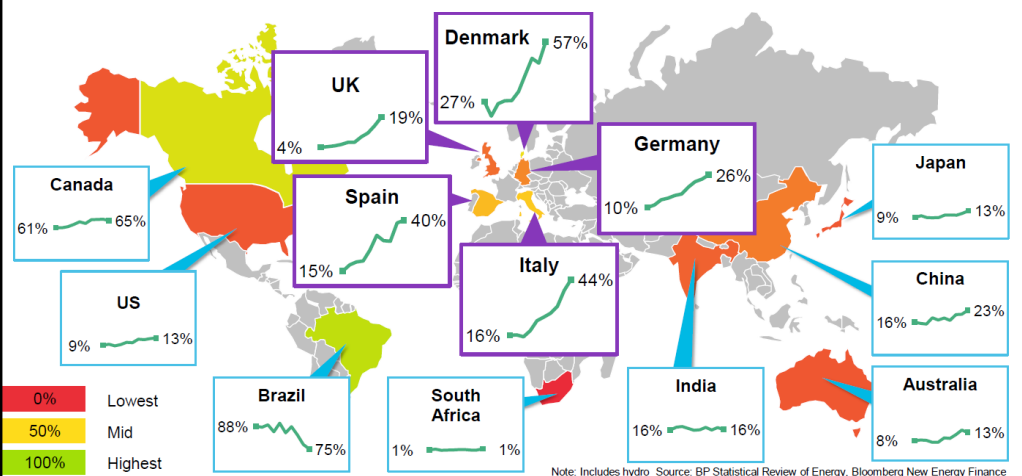 Denmark
27%
57%
UK
4%
19%
Germany
10%
26%
Japan
9%
13%
Canada
61%
65%
Spain
15%
40%
Italy
16%
44%
China
16%
23%
US
9%
13%
Brazil
88%
75%
South
Africa
1%
1%
India
16%
16%
Australia
8%
13%
0% Lowest
50% Mid
100% Highest
Note: Includes hydro Source: BP Statistical Review of Energy, Bloomberg New Energy Finance